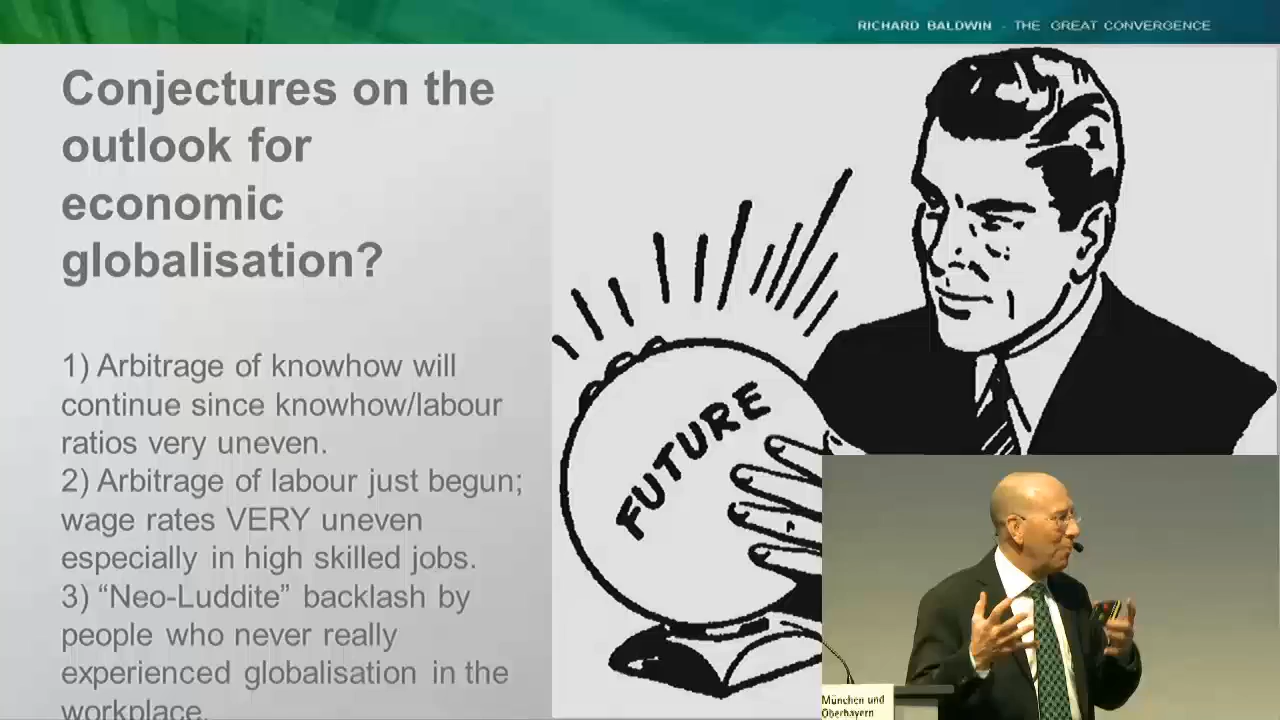 RICHARD BALDWIN - THE GREAT CONVERGENCE
Conjectures on the
outlook for
economic
globalisation?
1) Arbitrage of knowhow will
continue since knowhow/labour
ratios very uneven.
2) Arbitrage of labour just begun;
wage rates VERY uneven
especially in high skilled jobs.
3) “Neo-Luddite” backlash by
people who never really
experienced globalisation in the
workplace.
FUTURE
München und
Oberbayern